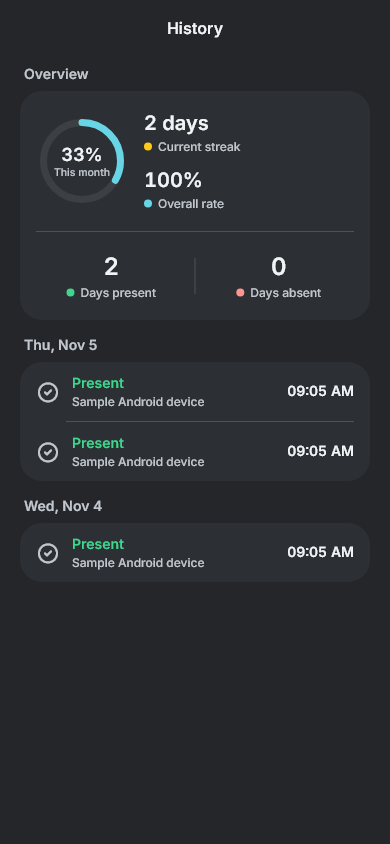 History
Overview
33%
This month
2 days
Current streak
100%
Overall rate
2
Days present
0
Days absent
Thu, Nov 5
Present
Sample Android device
09:05 AM
Present
Sample Android device
09:05 AM
Wed, Nov 4
Present
Sample Android device
09:05 AM